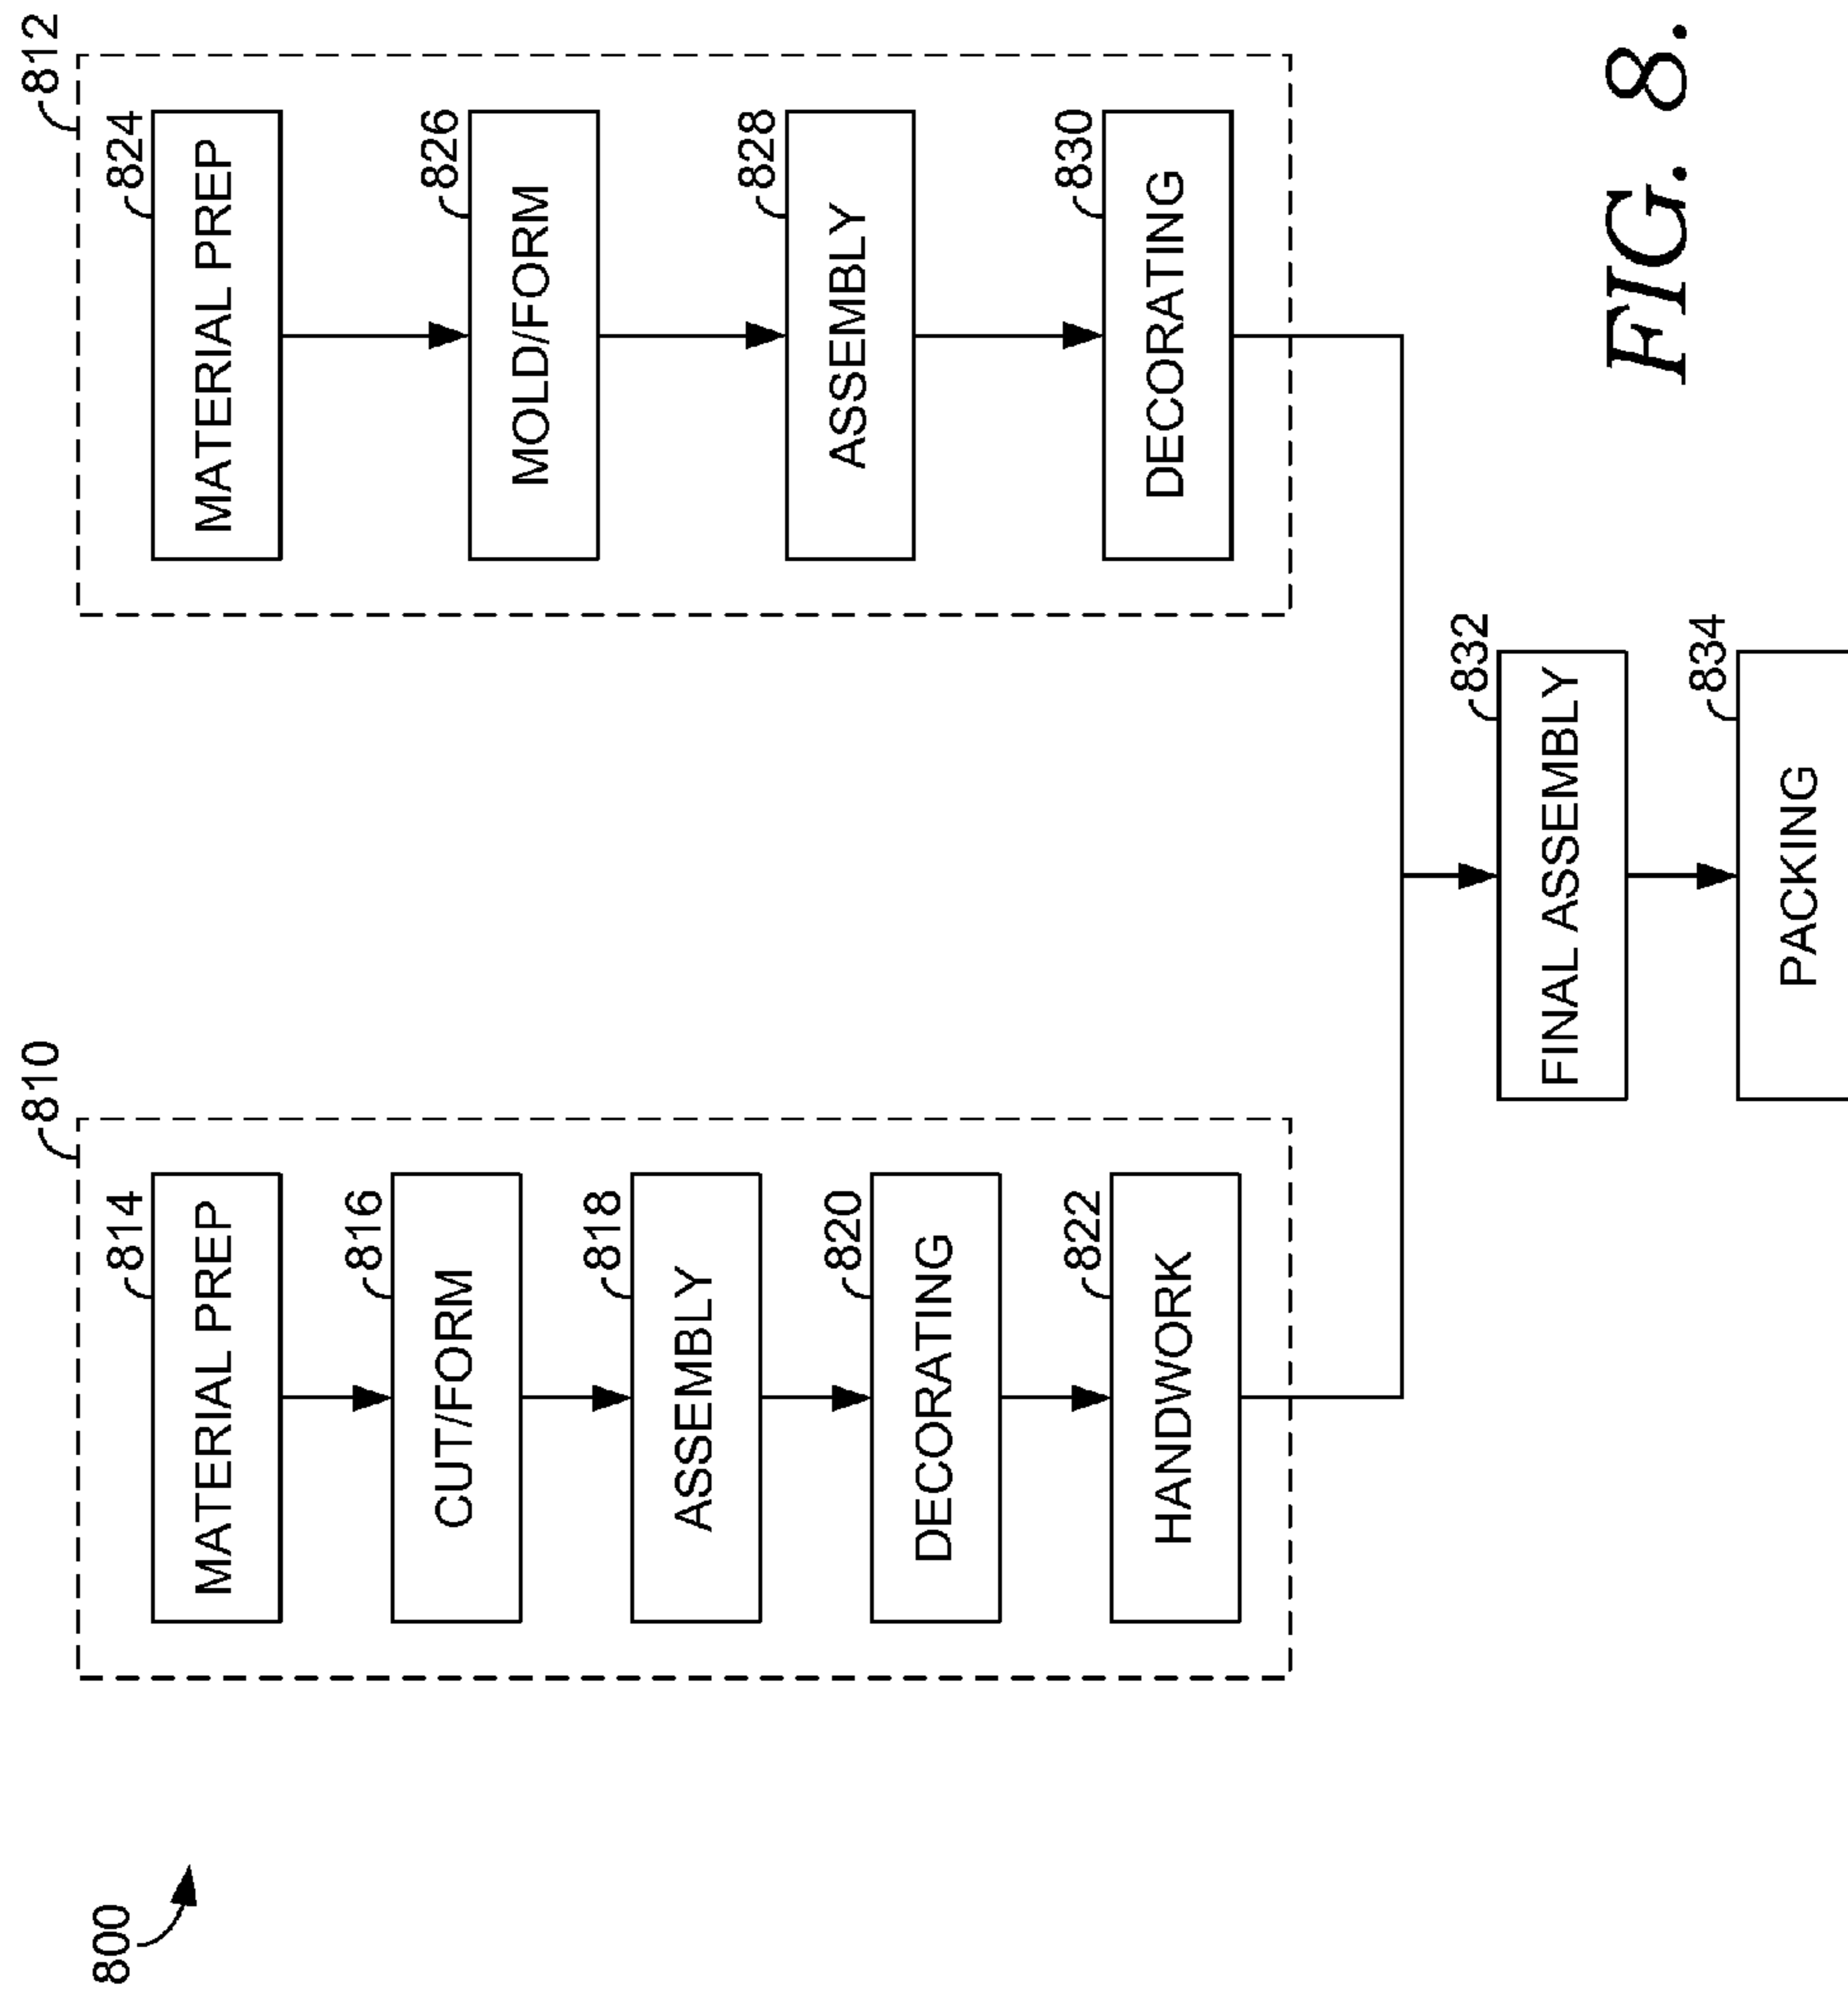 800
810
814
MATERIAL PREP
816
CUT/FORM
818
ASSEMBLY
820
DECORATING
822
HANDWORK
812
824
MATERIAL PREP
826
MOLD/FORM
828
ASSEMBLY
830
DECORATING
832
FINAL ASSEMBLY
834
PACKING
FIG. 8.